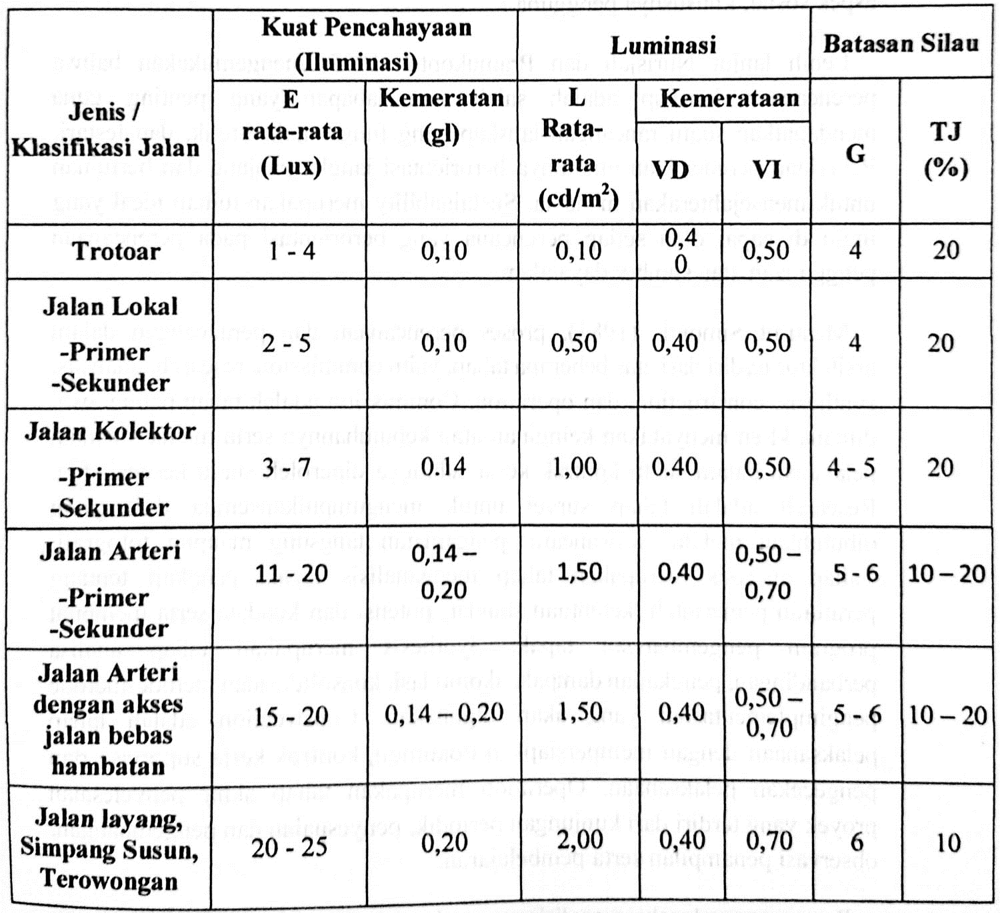 Kuat Pencahayaan
(Iluminasi)
Luminasi
Batasan Silau
Jenis /
Klasifikasi Jalan
E
rata-rata
(Lux)
Kemeratan
(gl)
L
Rata-
rata
(cd/m²)
Kemerataan
VD
VI
G
TJ
(%)
Trotoar
1 - 4
0,10
0,10
0,4
0
0,50
4
20
Jalan Lokal
-Primer
-Sekunder
2 - 5
0,10
0,50
0,40
0,50
4
20
Jalan Kolektor
-Primer
-Sekunder
3 - 7
0.14
1,00
0.40
0,50
4 - 5
20
Jalan Arteri
-Primer
-Sekunder
11 - 20
0,14 –
0,20
1,50
0,40
0,50 –
0,70
5 - 6
10 – 20
Jalan Arteri
dengan akses
jalan bebas
hambatan
15 - 20
0,14 – 0,20
1,50
0,40
0,50 –
0,70
5 - 6
10 – 20
Jalan layang,
Simpang Susun,
Terowongan
20 - 25
0,20
2,00
0,40
0,70
6
10